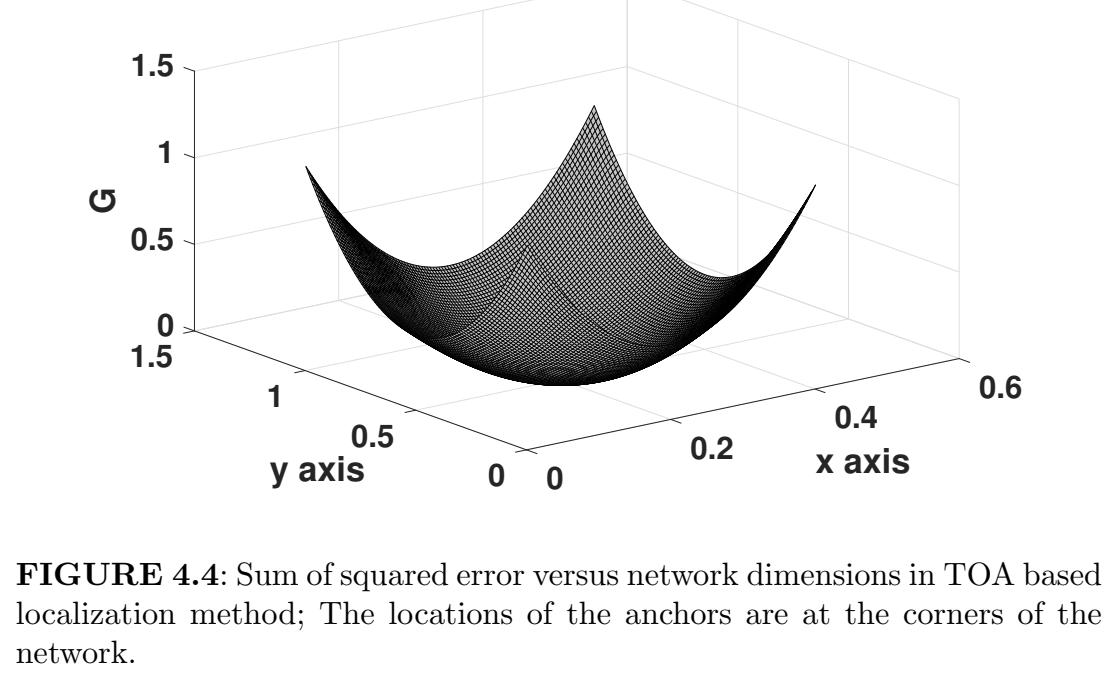 1.5
1
0.5
0
G
1.5
1
0.5
0
y axis
0
0.2
0.4
0.6
x axis
FIGURE 4.4: Sum of squared error versus network dimensions in TOA based
localization method; The locations of the anchors are at the corners of the
network.